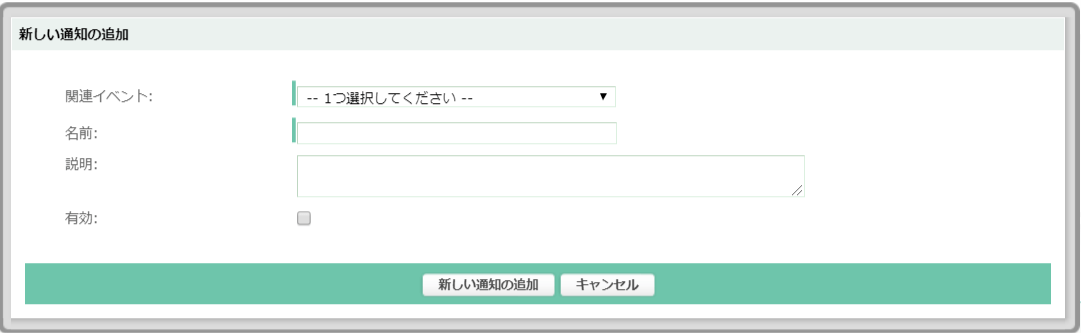 新しい通知の追加
関連イベント: -- 1つ選択してください --
名前:
説明:
有効:
新しい通知の追加 キャンセル